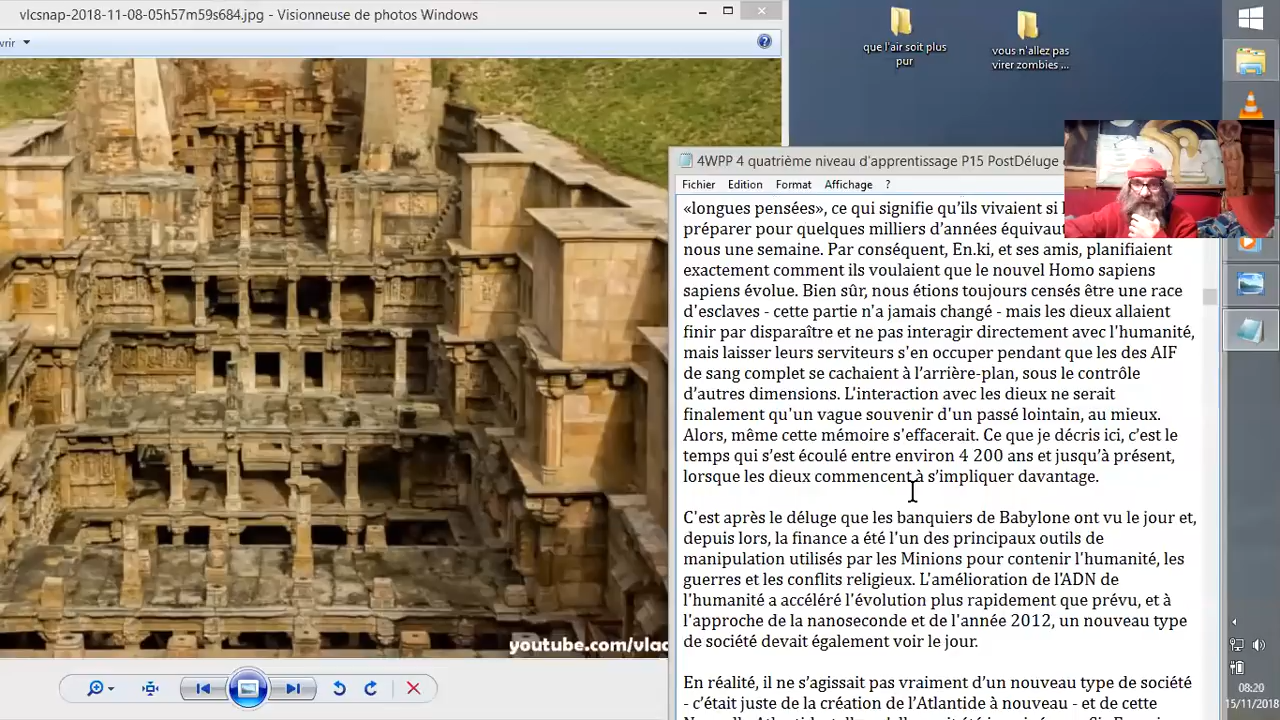 vlcsnap-2018-11-08-05h57m59s684.jpg - Visionneuse de photos Windows
vrir
que l'air soit plus
pur
vous n'allez pas
virer zombies ...
4WPP 4 quatrième niveau d'apprentissage P15 PostDéluge
Fichier Edition Format Affichage ?
«longues pensées», ce qui signifie qu'ils vivaient si
préparer pour quelques milliers d'années
nous une semaine. Par conséquent, En.ki, et ses amis, planifiaient
exactement comment ils voulaient que le nouvel Homo sapiens
sapiens évolue. Bien sûr, nous étions toujours censés être une race
d'esclaves - cette partie n'a jamais changé - mais les dieux allaient
finir par disparaître et ne pas interagir directement avec l'humanité,
mais laisser leurs serviteurs s'en occuper pendant que les des AIF
de sang complet se cachaient à l'arrière-plan, sous le contrôle
d'autres dimensions. L'interaction avec les dieux ne serait
finalement qu'un vague souvenir d'un passé lointain, au mieux.
Alors, même cette mémoire s'effacerait. Ce que je décris ici, c'est le
temps qui s'est écoulé entre environ 4 200 ans et jusqu'à présent,
lorsque les dieux commencent à s'impliquer davantage.
C'est après le déluge que les banquiers de Babylone ont vu le jour et,
depuis lors, la finance a été l'un des principaux outils de
manipulation utilisés par les Minions pour contenir l'humanité, les
guerres et les conflits religieux. L'amélioration de l'ADN de
l'humanité a accéléré l'évolution plus rapidement que prévu, et à
l'approche de la nanoseconde et de l'année 2012, un nouveau type
de société devait également voir le jour.
En réalité, il ne s'agissait pas vraiment d'un nouveau type de société
- c'était juste de la création de l'Atlantide à nouveau - et de cette
youtube.com/vlad
08:20
15/11/2018